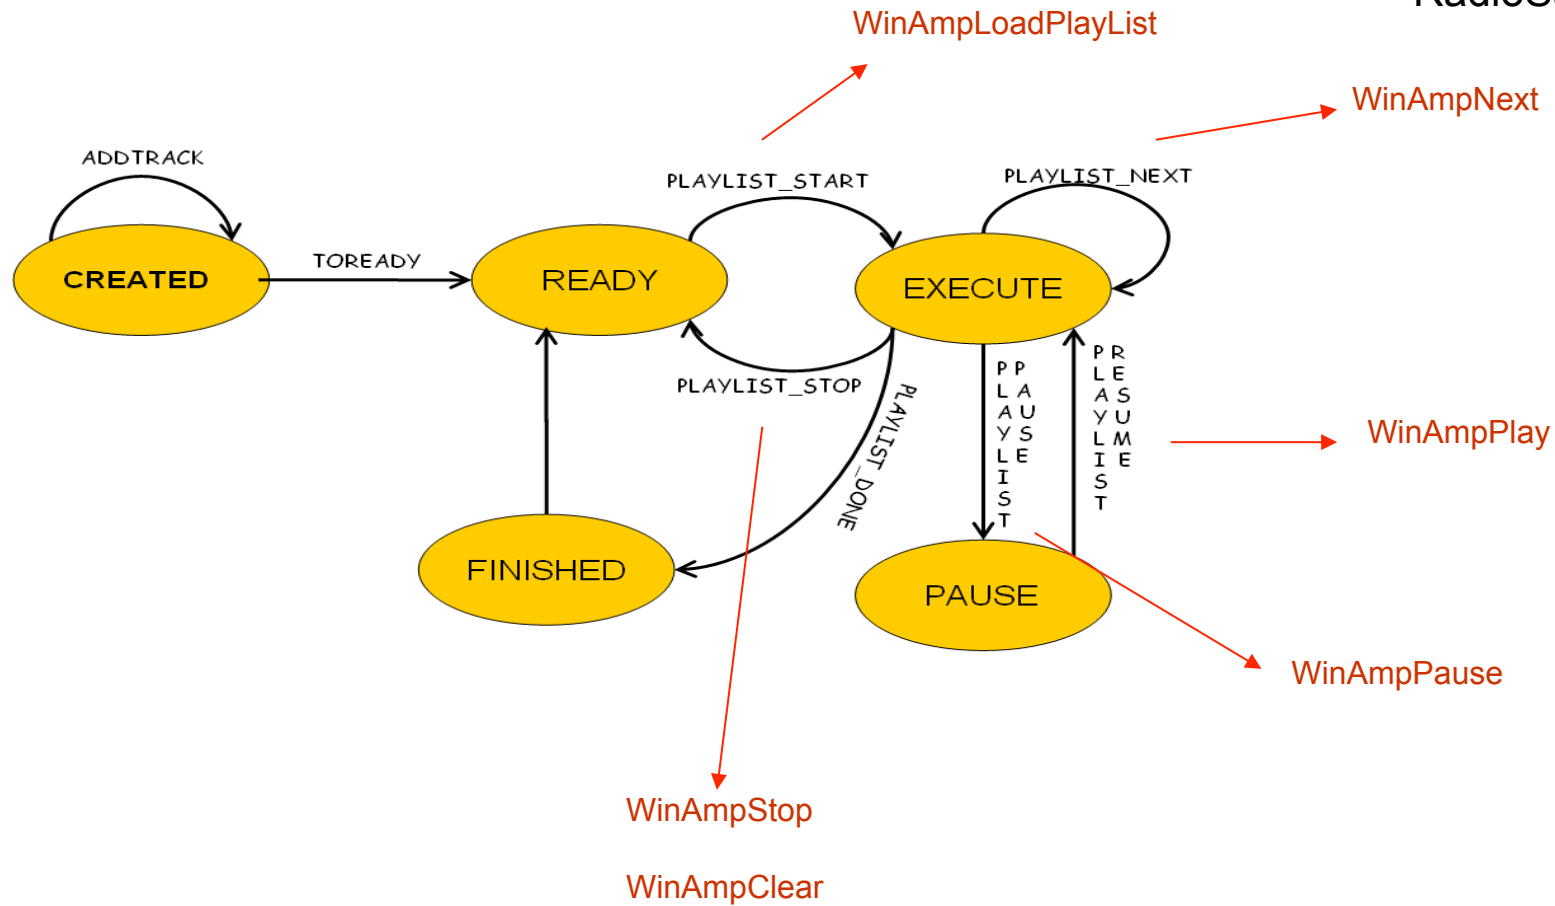 WinAmpLoadPlayList
WinAmpNext
ADDTRACK
PLAYLIST_START
PLAYLIST_NEXT
CREATED
TOREADY
READY
EXECUTE
PLAYLIST_STOP
PLAYLIST_DONE
PLAYLIST
PAUSE
PLAYLIST
RESUME
WinAmpPlay
FINISHED
PAUSE
WinAmpPause
WinAmpStop
WinAmpClear